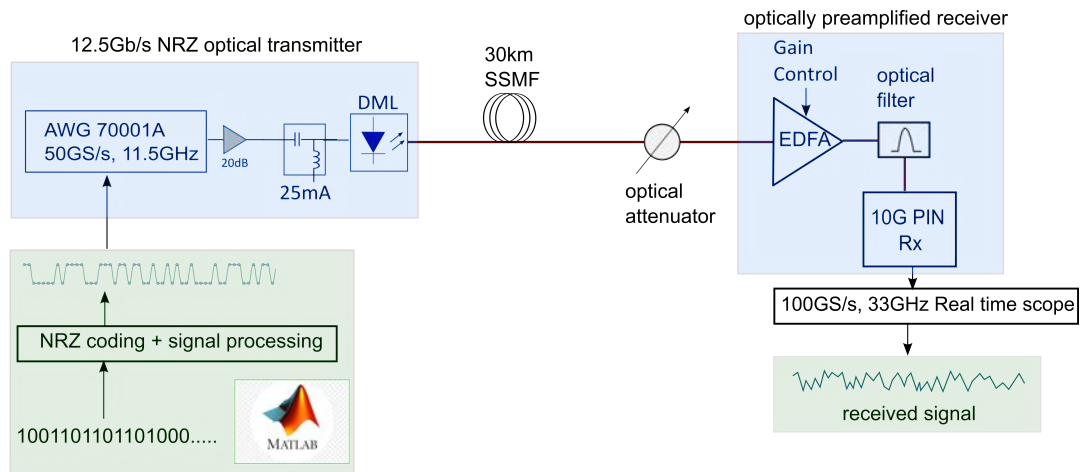 optically preamplified receiver
12.5Gb/s NRZ optical transmitter
30km
SSMF
Gain
Control
optical
filter
DML
AWG 70001A
50GS/s, 11.5GHz
20dB
25mA
EDFA
optical
attenuator
10G PIN
Rx
100GS/s, 33GHz Real time scope
NRZ coding + signal processing
received signal
1001101101101000.....
MATLAB